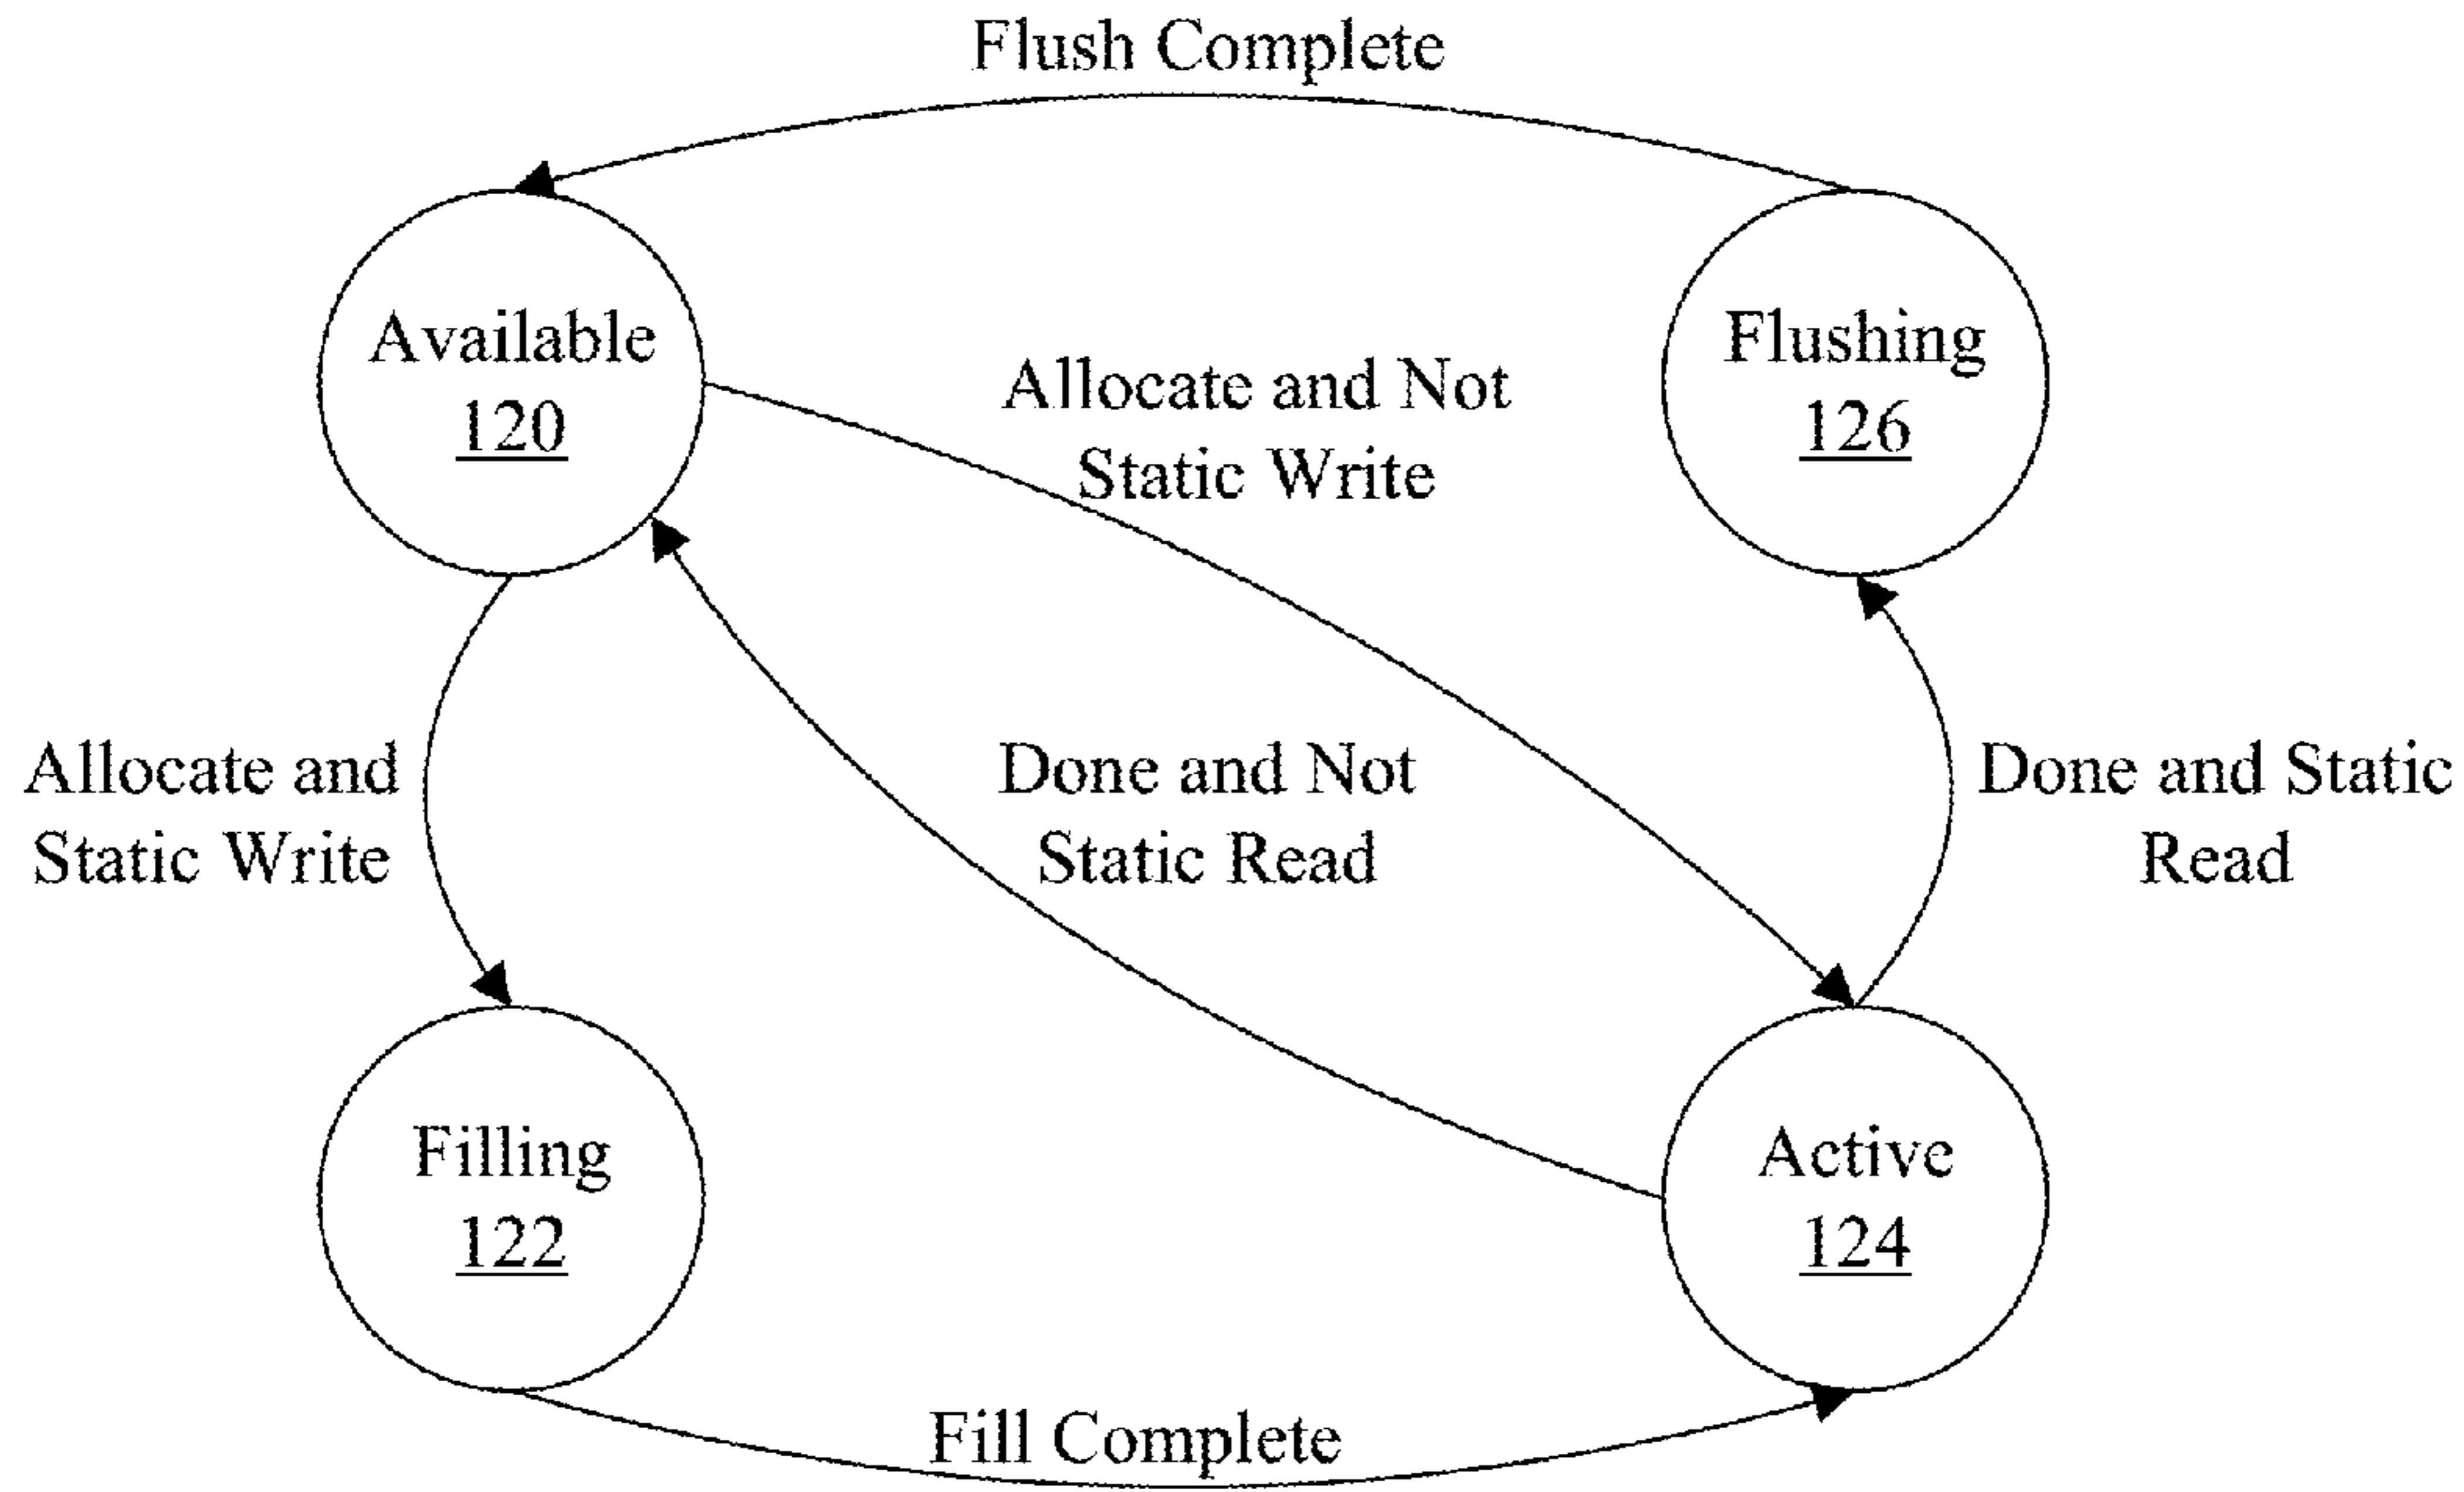 Flush Complete
Available
120
Allocate and Not
Static Write
Flushing
126
Allocate and
Static Write
Done and Not
Static Read
Done and Static
Read
Filling
122
Active
124
Fill Complete